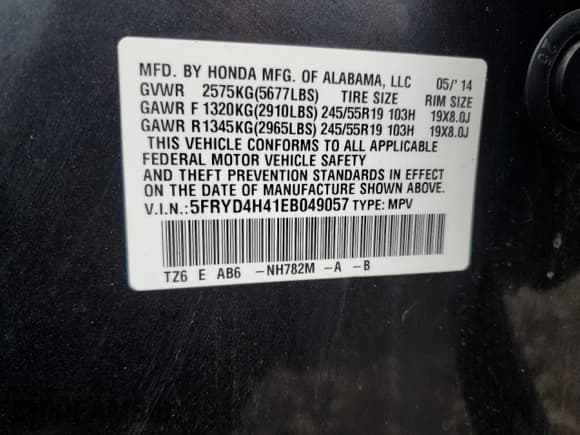 MFD. BY HONDA MFG. OF ALABAMA, LLC 05/'14
GVWR 2575KG(5677LBS) TIRE SIZE RIM SIZE
GAWR F 1320KG(2910LBS) 245/55R19 103H 19X8.0J
GAWR R1345KG(2965LBS) 245/55R19 103H 19X8.0J
THIS VEHICLE CONFORMS TO ALL APPLICABLE
FEDERAL MOTOR VEHICLE SAFETY
AND THEFT PREVENTION STANDARDS IN EFFECT
ON THE DATE OF MANUFACTURE SHOWN ABOVE.
V.I.N.:5FRYD4H41EB049057 TYPE: MPV
TZ6 E AB6 -NH782M -A -B